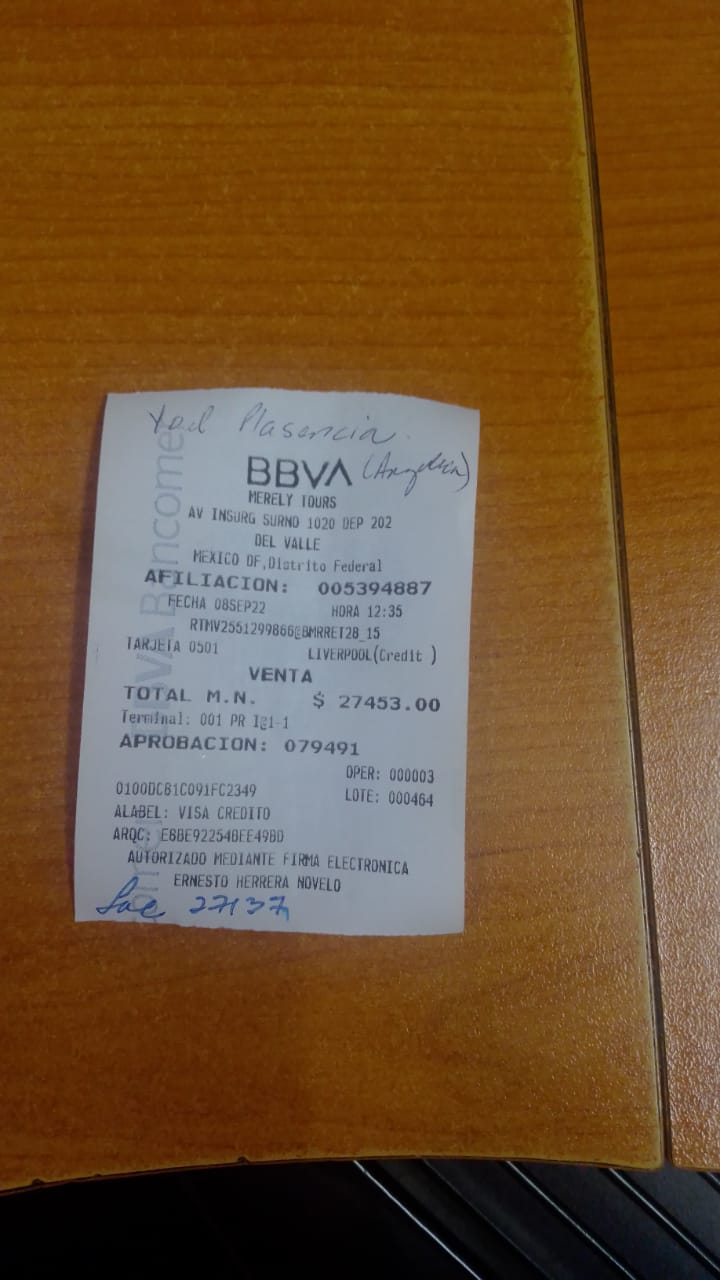 Plasencia.
BBVA (Angelica)
MERELY TOURS
AV INSURG SURNO 1020 DEP 202
DEL VALLE
MEXICO DF,Distrito Federal
AFILIACION: 005394887
FECHA 08SEP22 HORA 12:35
RTMV2551299866@BMRRET28_15
TARJETA 0501 LIVERPOOL(Credit )
VENTA
TOTAL M.N. $ 27453.00
Terminal: 001 PR I@1-1
APROBACION: 079491
OPER: 000003
0100DC81C091FC2349 LOTE: 000464
ALABEL: VISA CREDITO
ARQC: E8BE92254BEE49BD
AUTORIZADO MEDIANTE FIRMA ELECTRONICA
ERNESTO HERRERA NOVELO
27137
BBVA Bancomer